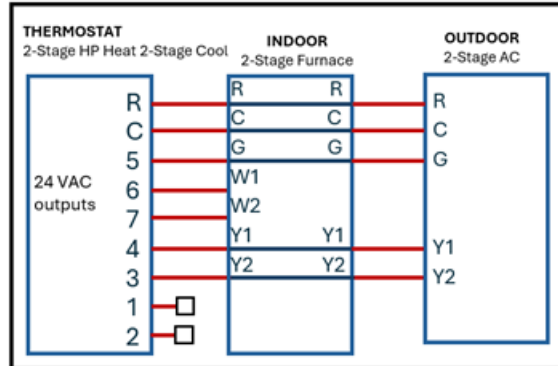 THERMOSTAT
2-Stage HP Heat 2-Stage Cool
INDOOR
2-Stage Furnace
OUTDOOR
2-Stage AC
24 VAC
outputs
R R R R
C C C C
5 G G G
6 W1
7 W2
4 Y1 Y1 Y1
3 Y2 Y2 Y2
1
2